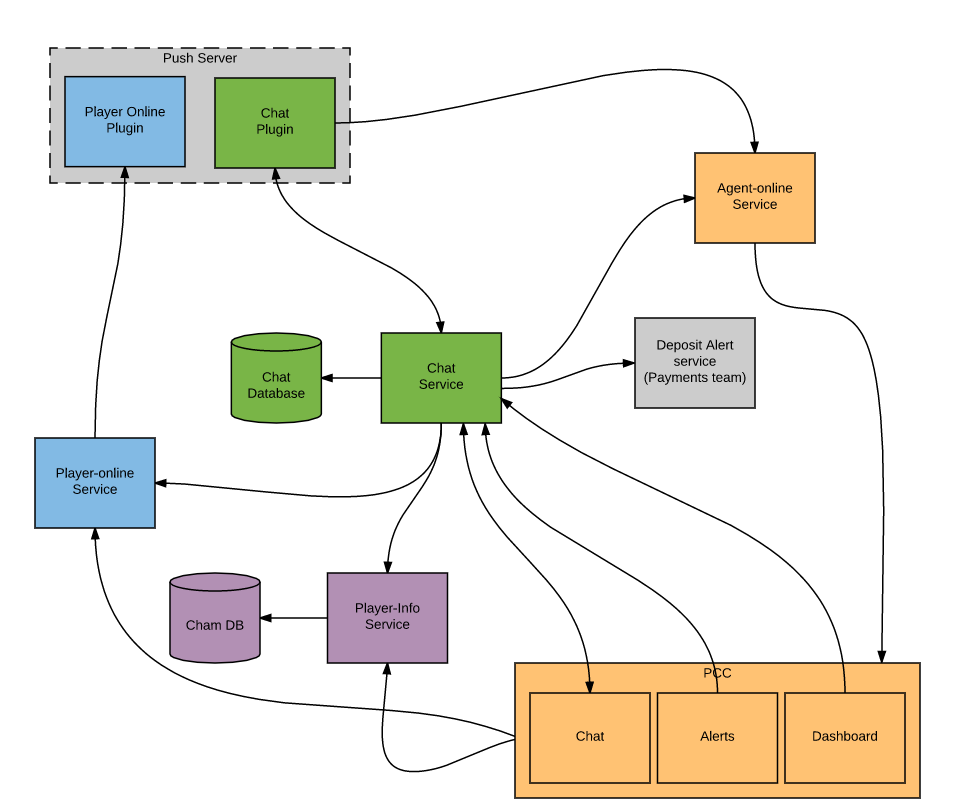 Push Server
Player Online
Plugin
Chat
Plugin
Agent-online
Service
Deposit Alert
service
(Payments team)
Chat
Service
Chat
Database
Player-online
Service
Player-Info
Service
Cham DB
PCC
Chat
Alerts
Dashboard